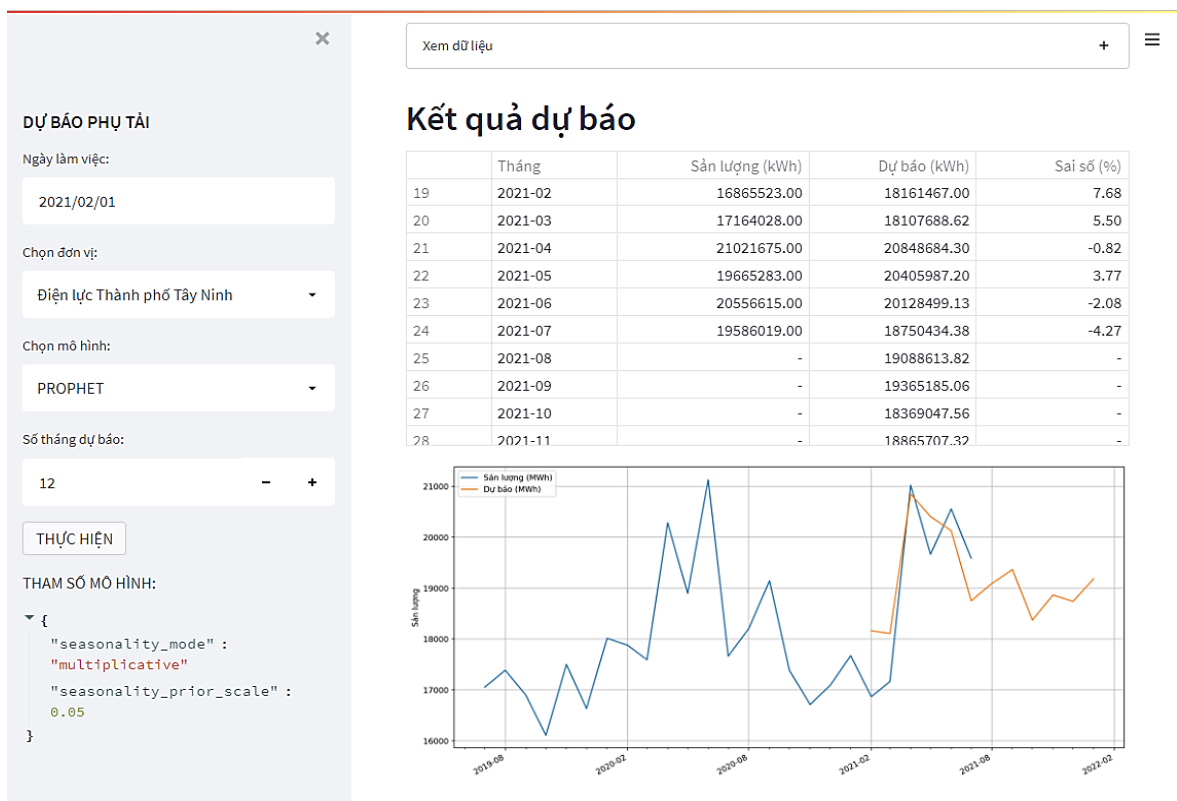 DỰ BÁO PHỤ TẢI
Ngày làm việc:
2021/02/01
Chọn đơn vị:
Điện lực Thành phố Tây Ninh
Chọn mô hình:
PROPHET
Số tháng dự báo:
12 − +
THỰC HIỆN
THAM SỐ MÔ HÌNH:
{
"seasonality_mode" :
"multiplicative"
"seasonality_prior_scale" :
0.05
}
Xem dữ liệu +
Kết quả dự báo
Tháng Sản lượng (kWh) Dự báo (kWh) Sai số (%)
19 2021-02 16865523.00 18161467.00 7.68
20 2021-03 17164028.00 18107688.62 5.50
21 2021-04 21021675.00 20848684.30 -0.82
22 2021-05 19665283.00 20405987.20 3.77
23 2021-06 20556615.00 20128499.13 -2.08
24 2021-07 19586019.00 18750434.38 -4.27
25 2021-08 - 19088613.82 -
26 2021-09 - 19365185.06 -
27 2021-10 - 18369047.56 -
28 2021-11 - 18865707.32 -
Sản lượng (MWh)
Dự báo (MWh)
Sản lượng
21000
20000
19000
18000
17000
16000
2019-08 2020-02 2020-08 2021-02 2021-08 2022-02